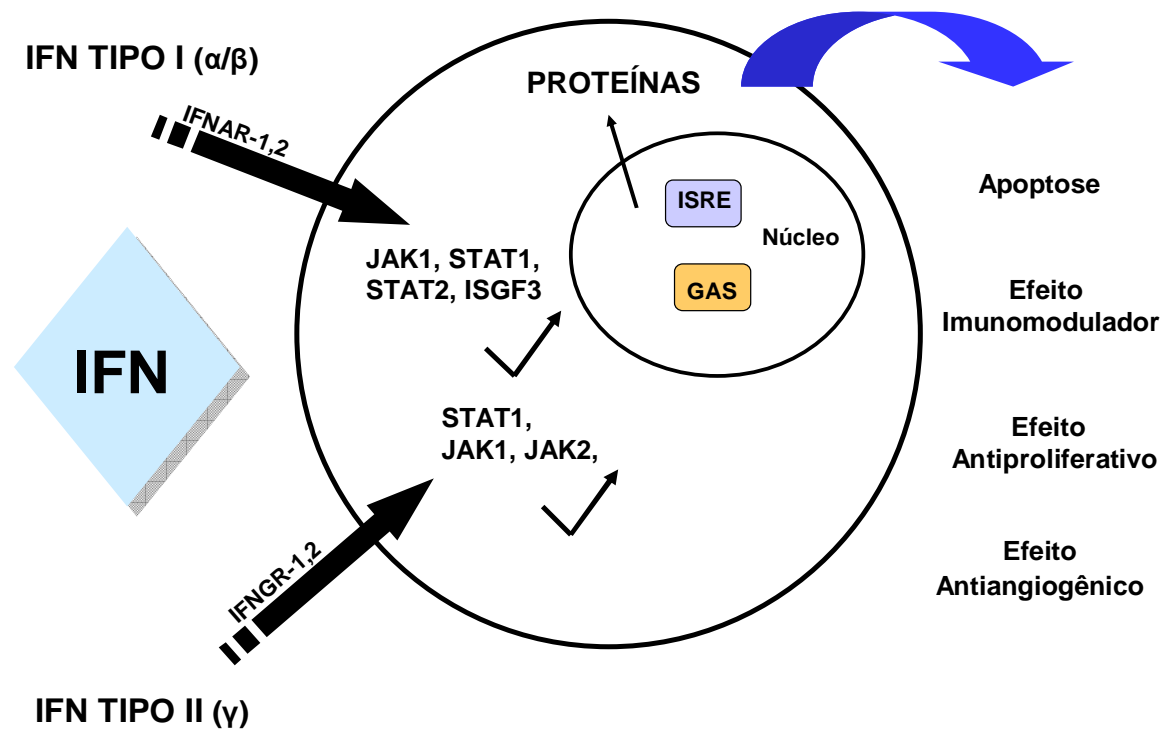 IFN TIPO I (α/β)
IFNAR-1,2
PROTEÍNAS
ISRE
Núcleo
GAS
JAK1, STAT1,
STAT2, ISGF3
IFN
STAT1,
JAK1, JAK2,
IFNGR-1,2
IFN TIPO II (γ)
Apoptose
Efeito
Imunomodulador
Efeito
Antiproliferativo
Efeito
Antiangiogênico